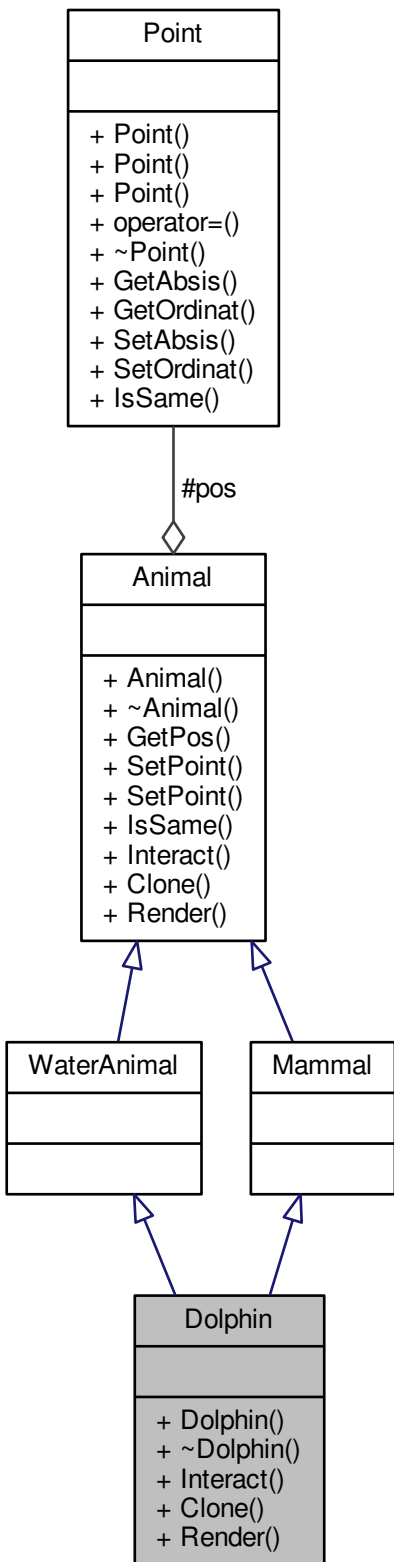 Point
+ Point()
+ Point()
+ Point()
+ operator=()
+ ~Point()
+ GetAbsis()
+ GetOrdinat()
+ SetAbsis()
+ SetOrdinat()
+ IsSame()
#pos
Animal
+ Animal()
+ ~Animal()
+ GetPos()
+ SetPoint()
+ SetPoint()
+ IsSame()
+ Interact()
+ Clone()
+ Render()
WaterAnimal
Mammal
Dolphin
+ Dolphin()
+ ~Dolphin()
+ Interact()
+ Clone()
+ Render()